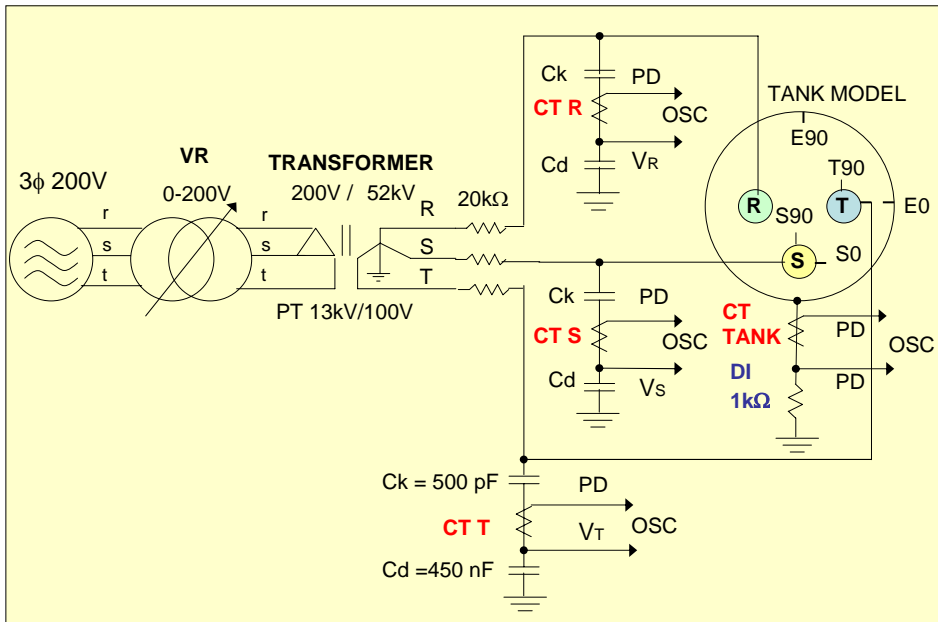 3ϕ 200V
r
s
t
VR
0-200V
r
s
t
TRANSFORMER
200V / 52kV
PT 13kV/100V
R
S
T
20kΩ
Ck
PD
CT R
OSC
Cd
VR
TANK MODEL
E90
T90
R
T
E0
S90
S
S0
Ck
PD
CT S
OSC
Cd
VS
CT
TANK
PD
OSC
DI
PD
1kΩ
Ck = 500 pF
PD
CT T
OSC
VT
Cd =450 nF